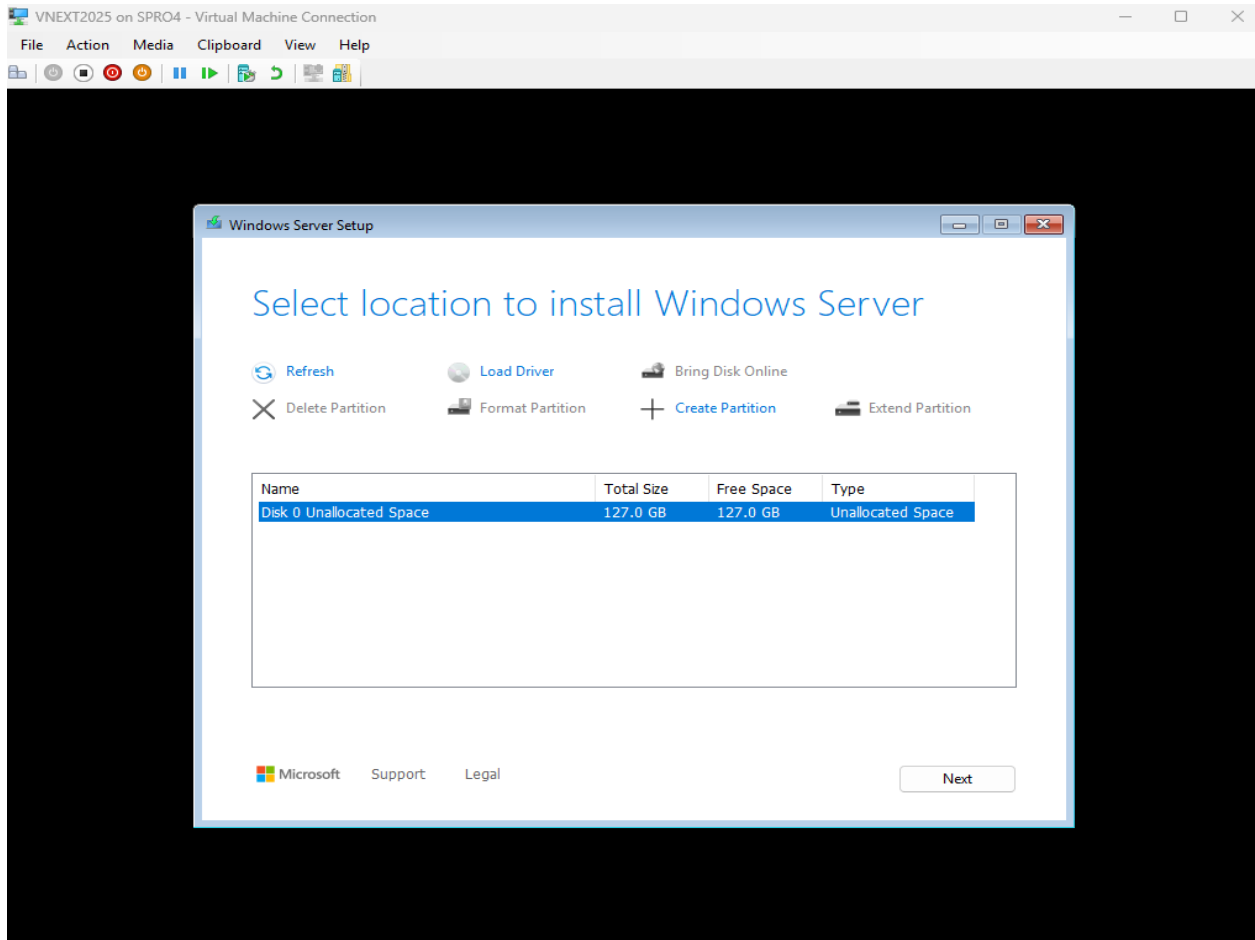 VNEXT2025 on SPRO4 - Virtual Machine Connection
File Action Media Clipboard View Help
Windows Server Setup
Select location to install Windows Server
Refresh Load Driver Bring Disk Online
Delete Partition Format Partition Create Partition Extend Partition
Name Total Size Free Space Type
Disk 0 Unallocated Space 127.0 GB 127.0 GB Unallocated Space
Microsoft Support Legal
Next